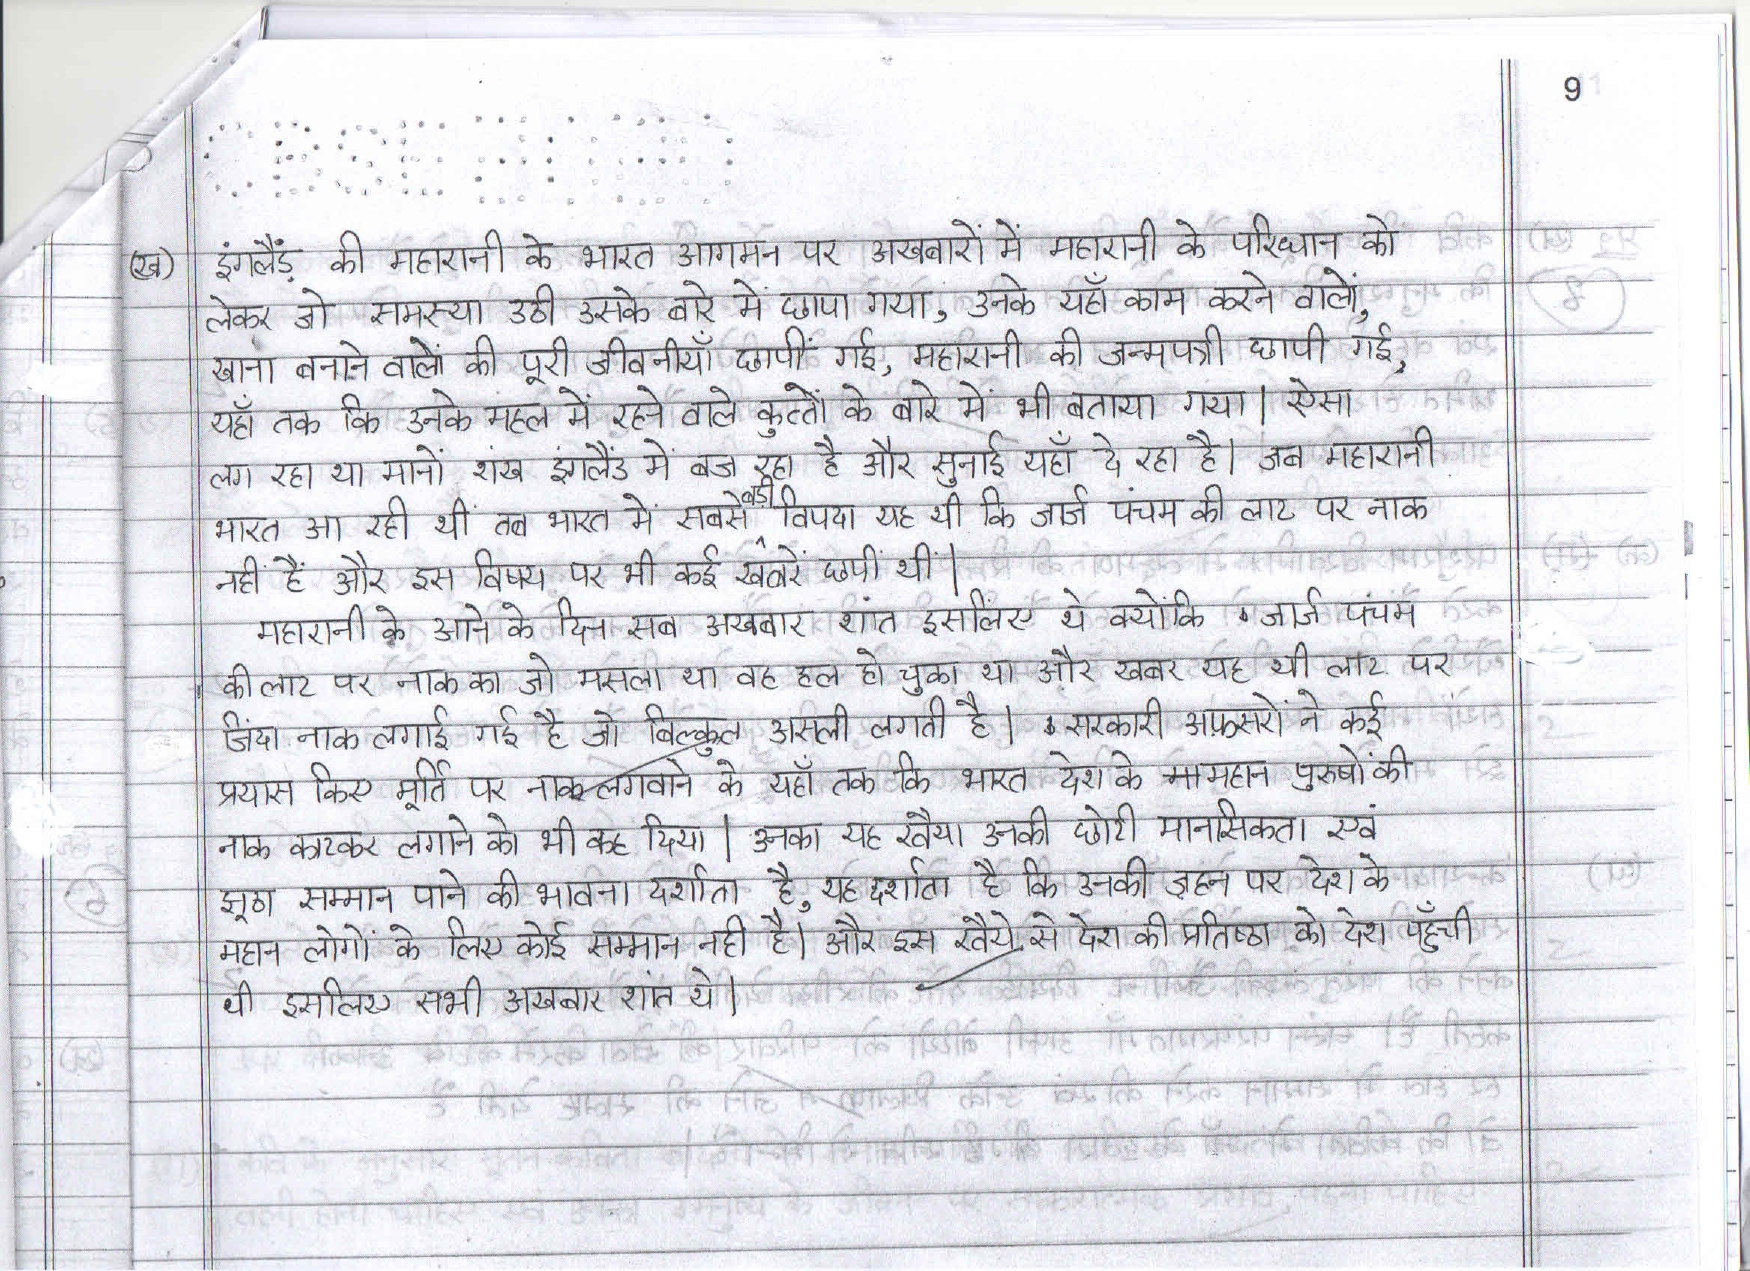 9
(ख) इंगलैंड़ की महारानी के भारत आगमन पर अखबारों में महारानी के परिधान को
लेकर जो समस्या उठी उसके बारे में छापा गया, उनके यहाँ काम करने वालों,
खाना बनाने वालों की पूरी जीवनीयाँ छापीं गई, महारानी की जन्मपत्री छापी गई,
यहाँ तक कि उनके महल में रहने वाले कुत्तों के बारे में भी बताया गया। ऐसा
लग रहा था मानों शंख इंगलैंड में बज रहा है और सुनाई यहाँ दे रहा है। जब महारानी
भारत आ रही थीं तब भारत में सबसे बड़ी विपदा यह थी कि जार्ज पंचम की लाट पर नाक
नहीं हैं और इस विषय पर भी कई खबरें छपीं थीं।
महारानी के आने के दिन सब अखबार शांत इसलिए थे क्योंकि जार्ज पंचम
की लाट पर नाक का जो मसला था वह हल हो चुका था और खबर यह थी लाट पर
जिंदा नाक लगाई गई है जो बिल्कुल असली लगती है। सरकारी अफ़सरों ने कई
प्रयास किए मूर्ति पर नाक लगवाने के यहाँ तक कि भारत देश के महान पुरुषों की
नाक काटकर लगाने को भी कह दिया। उनका यह रवैया उनकी छोटी मानसिकता एवं
झूठा सम्मान पाने की भावना दर्शाता है, यह दर्शाता है कि उनकी ज़हन पर देश के
महान लोगों के लिए कोई सम्मान नही है। और इस रवैये से देश की प्रतिष्ठा को देश पहुँची
थी इसलिए सभी अखबार शांत थे।